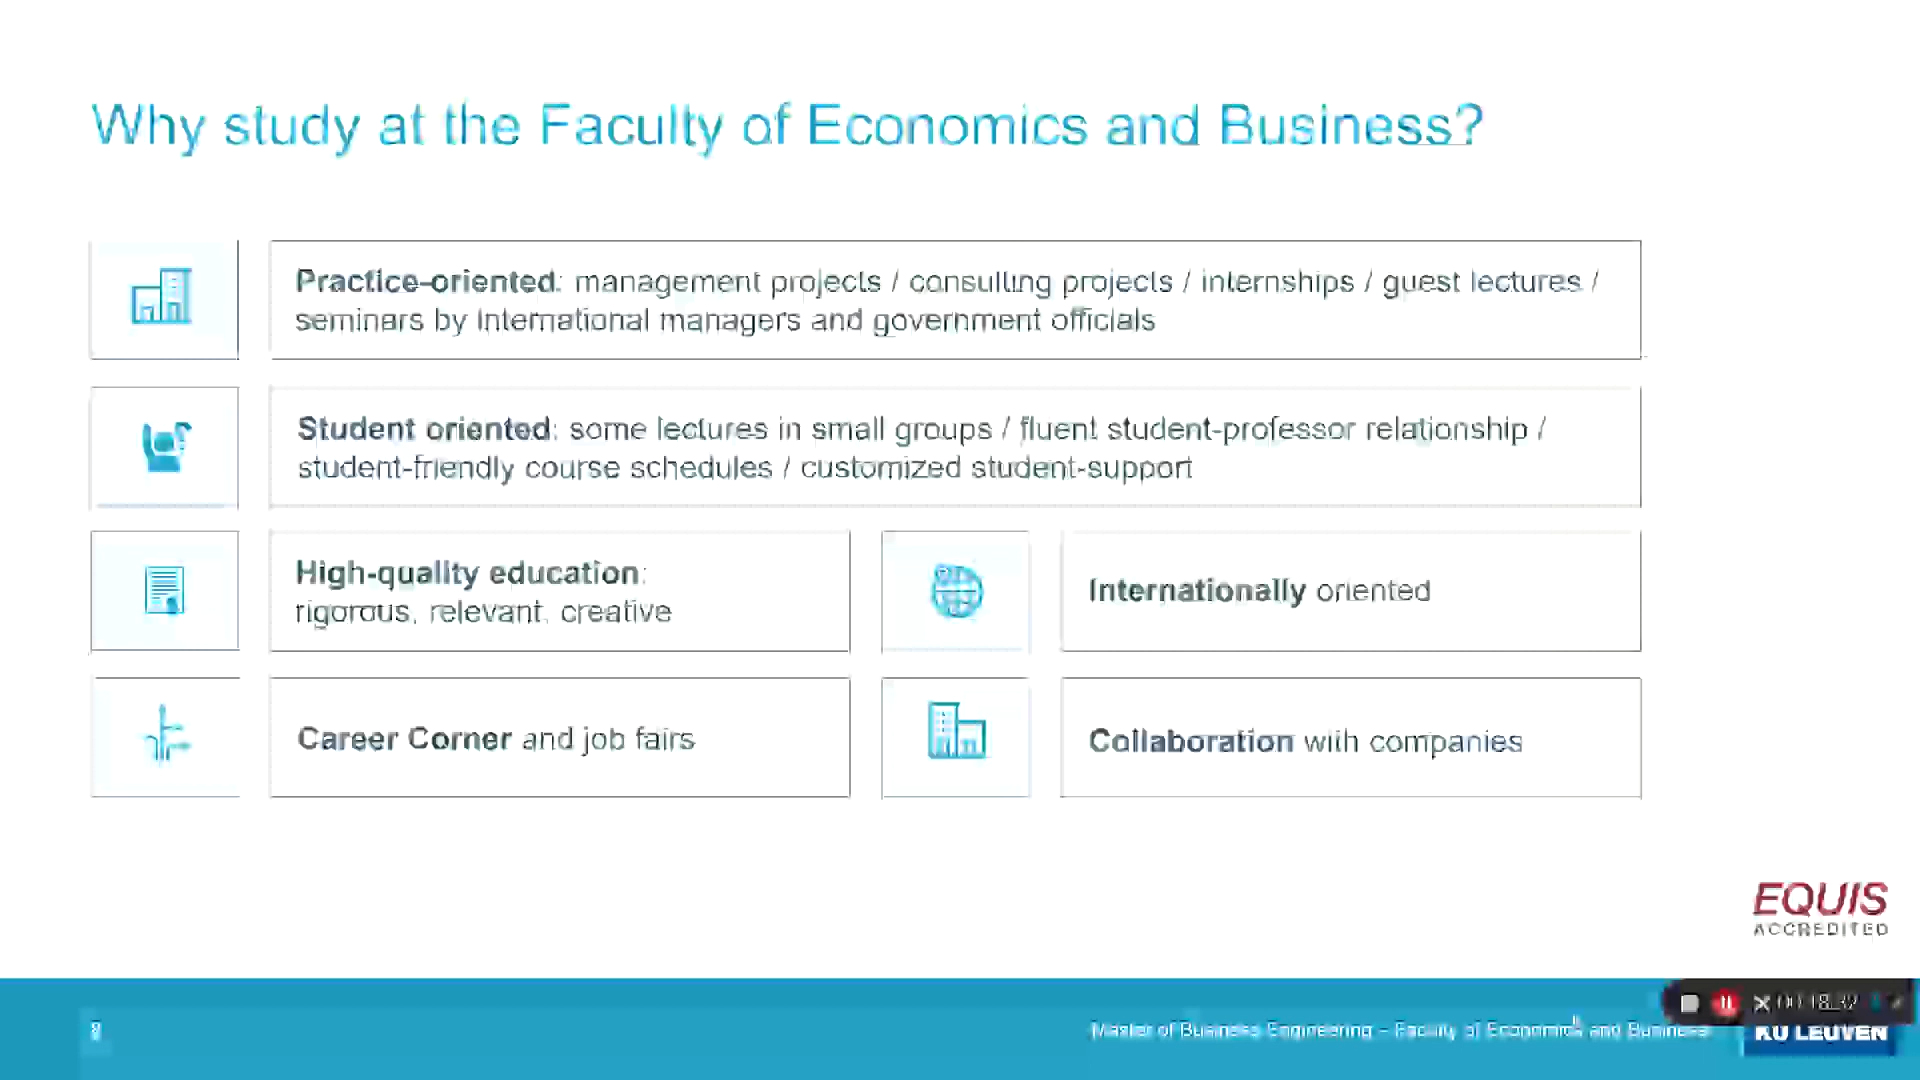 Why study at the Faculty of Economics and Business?
Practice-oriented: management projects / consulting projects / internships / guest lectures /
seminars by International managers and government officials
Student oriented: some lectures in small groups / fluent student-professor relationship /
student-friendly course schedules / customized student-support
High-quality education:
rigorous, relevant, creative
Internationally oriented
Career Corner and job fairs
Collaboration with companies
EQUIS
ACCREDITED
Master of Business Engineering – Faculty of Economics and Business
KU LEUVEN